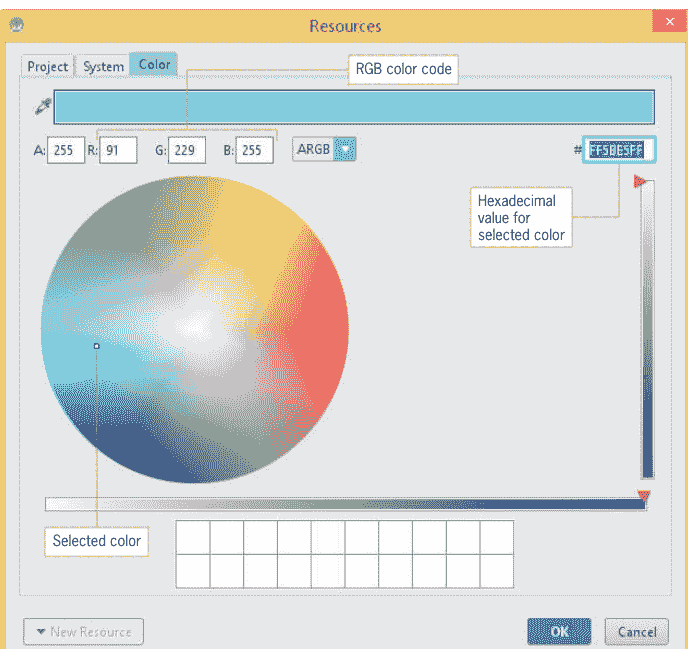 Resources
Project System Color
RGB color code
A: 255 R: 91 G: 229 B: 255 ARGB # FF5BE5FF
Hexadecimal
value for
selected color
Selected color
New Resource OK Cancel